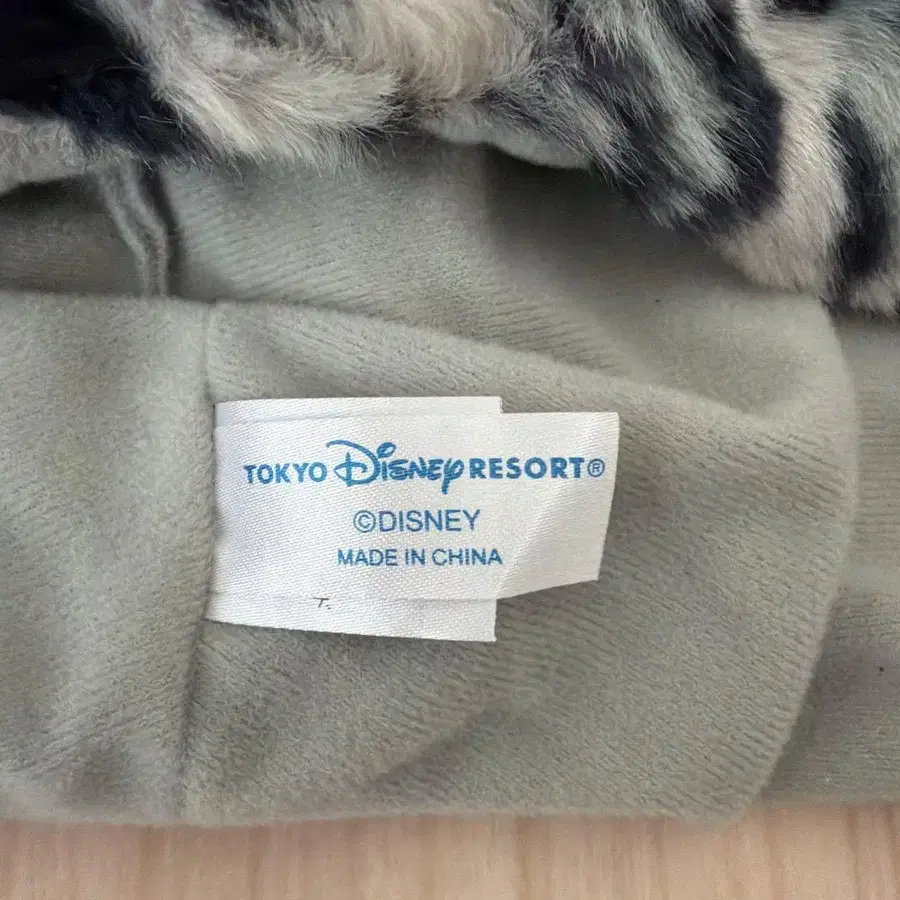 TOKYO Disney RESORT®
©DISNEY
MADE IN CHINA
T.